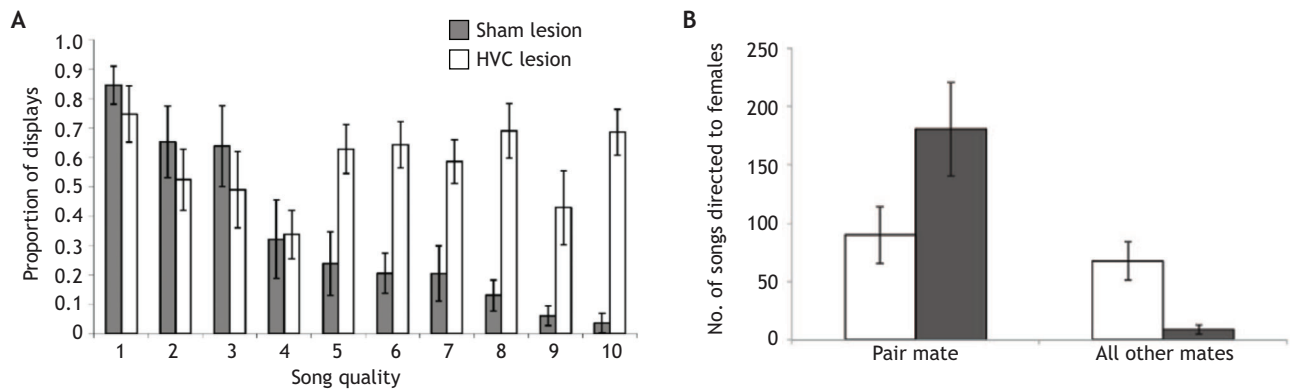 A
Sham lesion
HVC lesion
Proportion of displays
1.0
0.9
0.8
0.7
0.6
0.5
0.4
0.3
0.2
0.1
0
1 2 3 4 5 6 7 8 9 10
Song quality
B
No. of songs directed to females
250
200
150
100
50
0
Pair mate All other mates